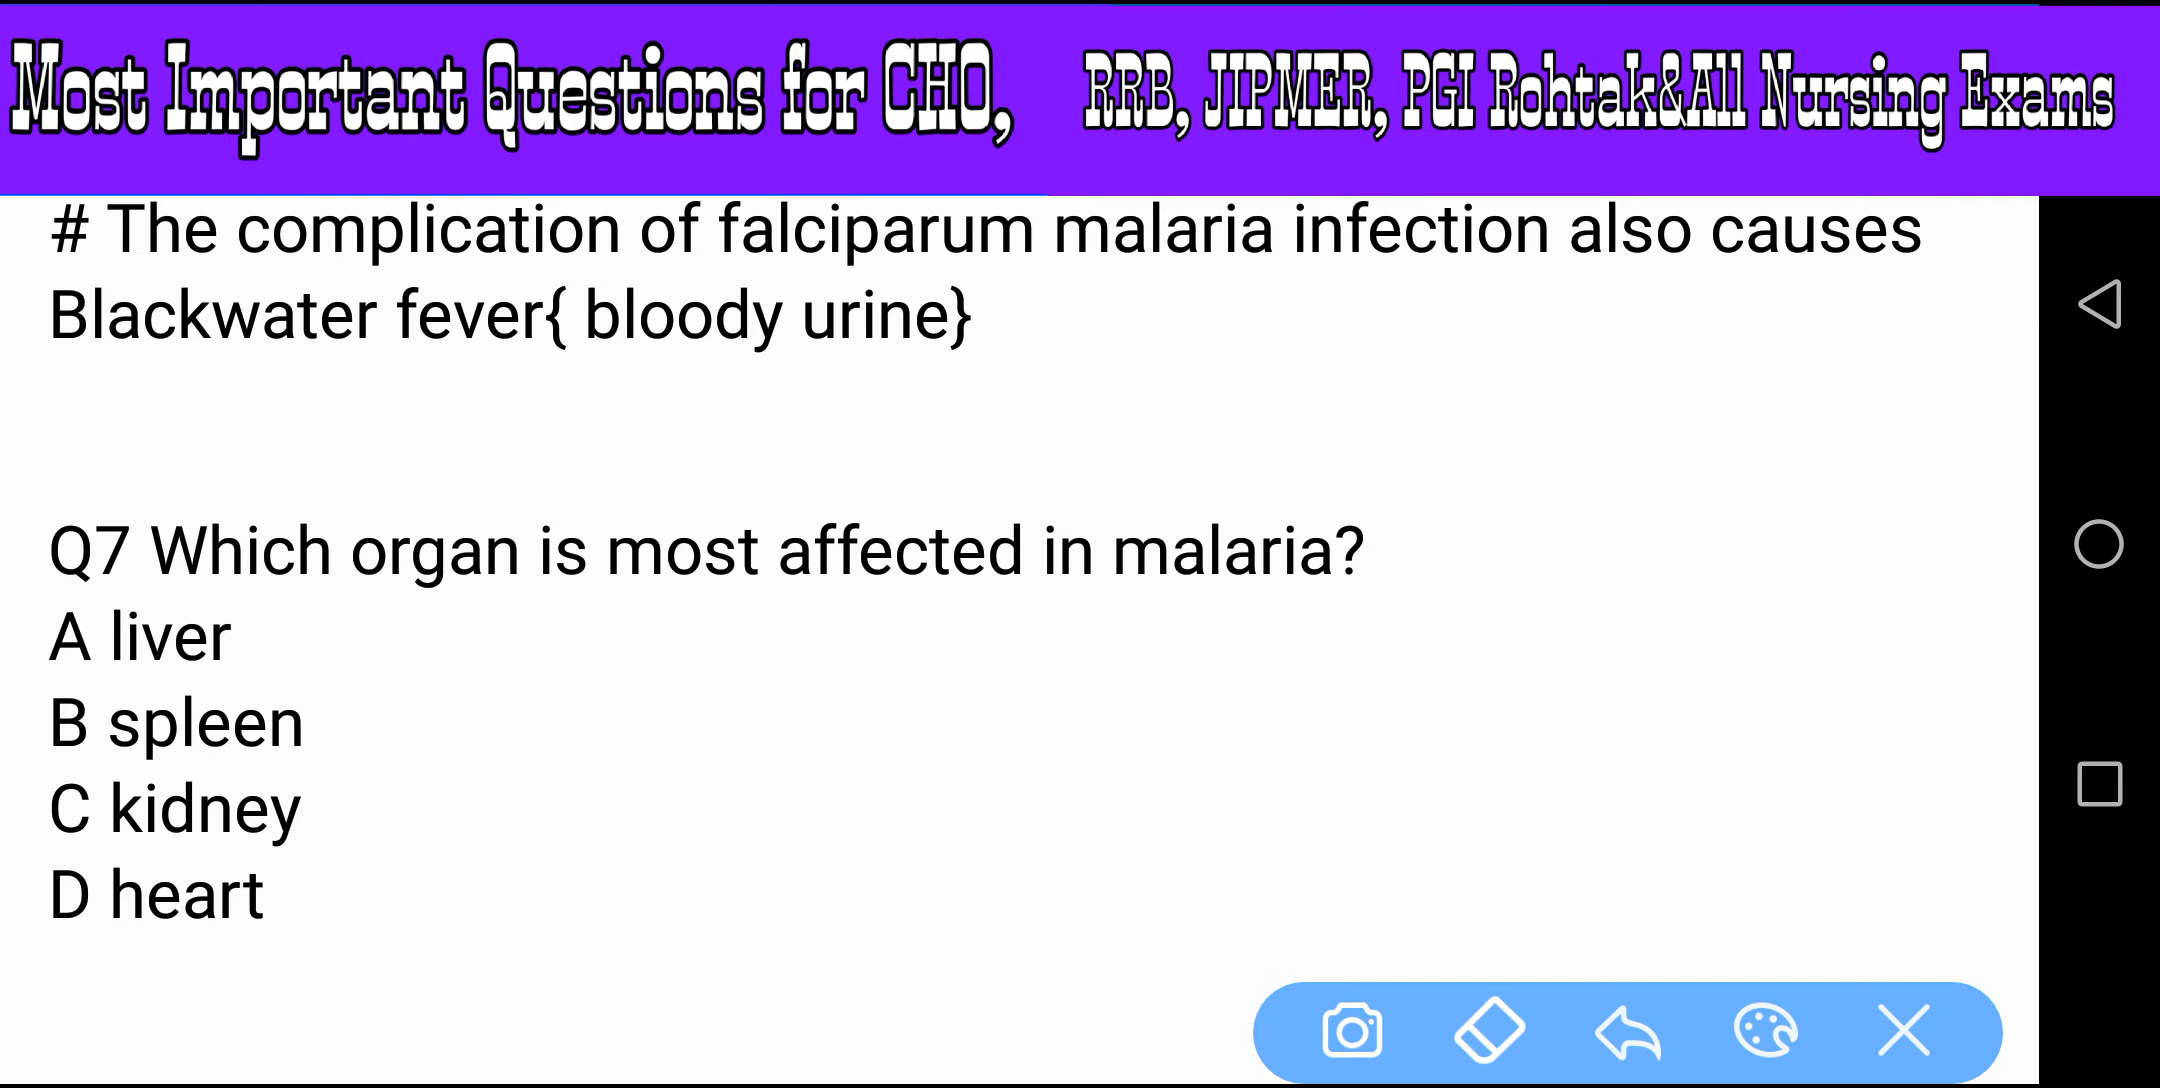 Most Important Questions for CHO, RRB, JIPMER, PGI Rohtak&All Nursing Exams
# The complication of falciparum malaria infection also causes
Blackwater fever{ bloody urine}
Q7 Which organ is most affected in malaria?
A liver
B spleen
C kidney
D heart